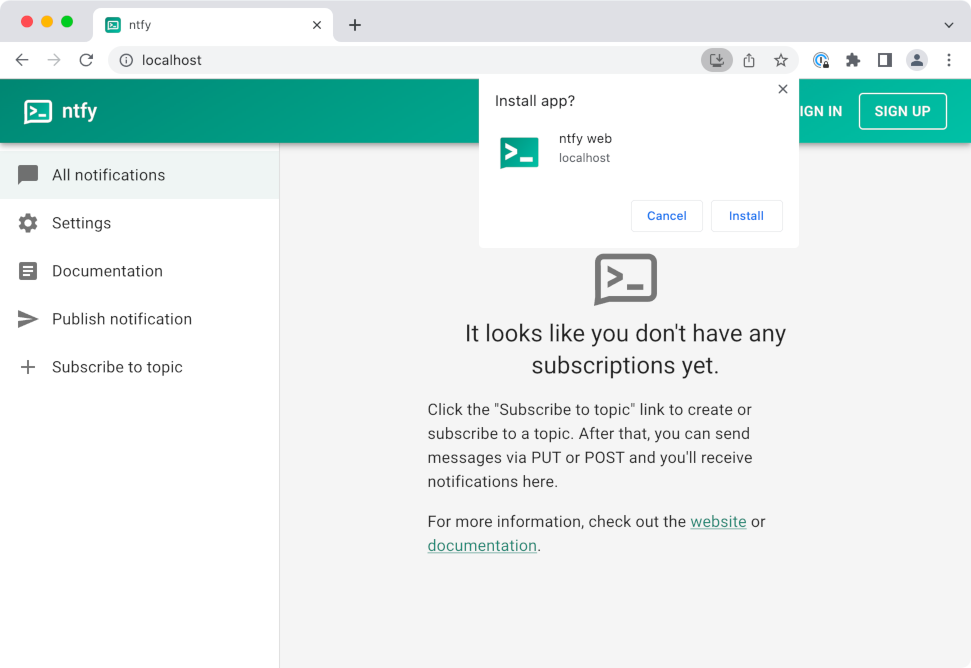 ntfy
localhost
ntfy
IGN IN
SIGN UP
Install app?
ntfy web
localhost
Cancel
Install
All notifications
Settings
Documentation
Publish notification
Subscribe to topic
It looks like you don't have any
subscriptions yet.
Click the "Subscribe to topic" link to create or
subscribe to a topic. After that, you can send
messages via PUT or POST and you'll receive
notifications here.
For more information, check out the website or
documentation.